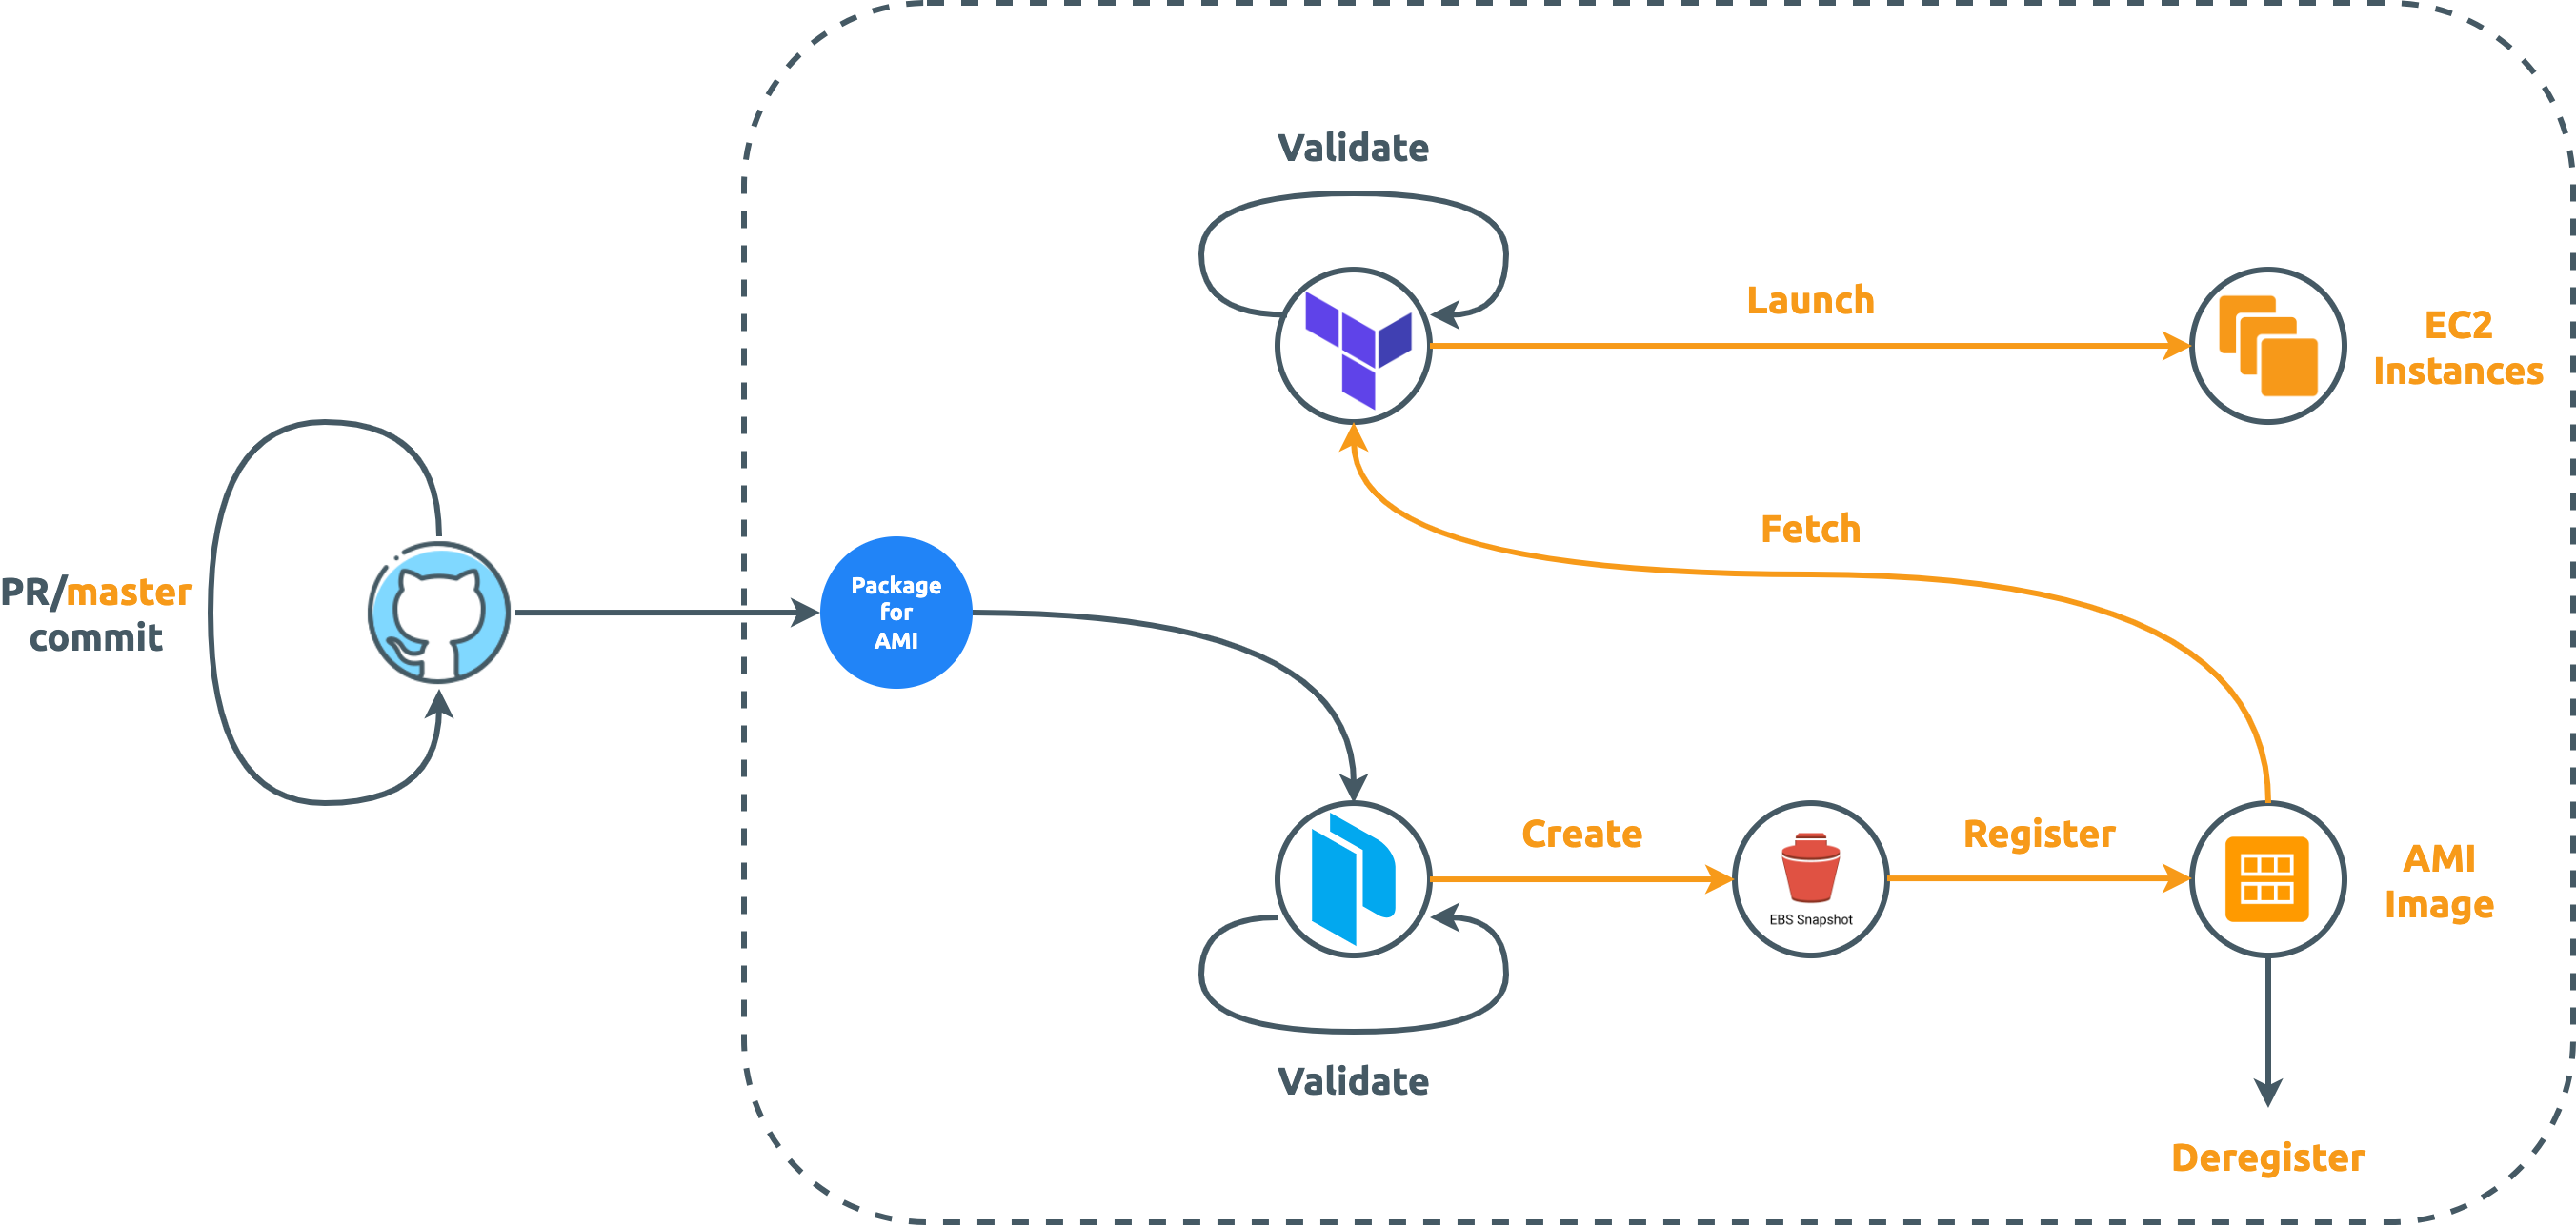 Validate
Launch
EC2
Instances
Fetch
PR/master
commit
Package
for
AMI
Create
Register
EBS Snapshot
AMI
Image
Validate
Deregister